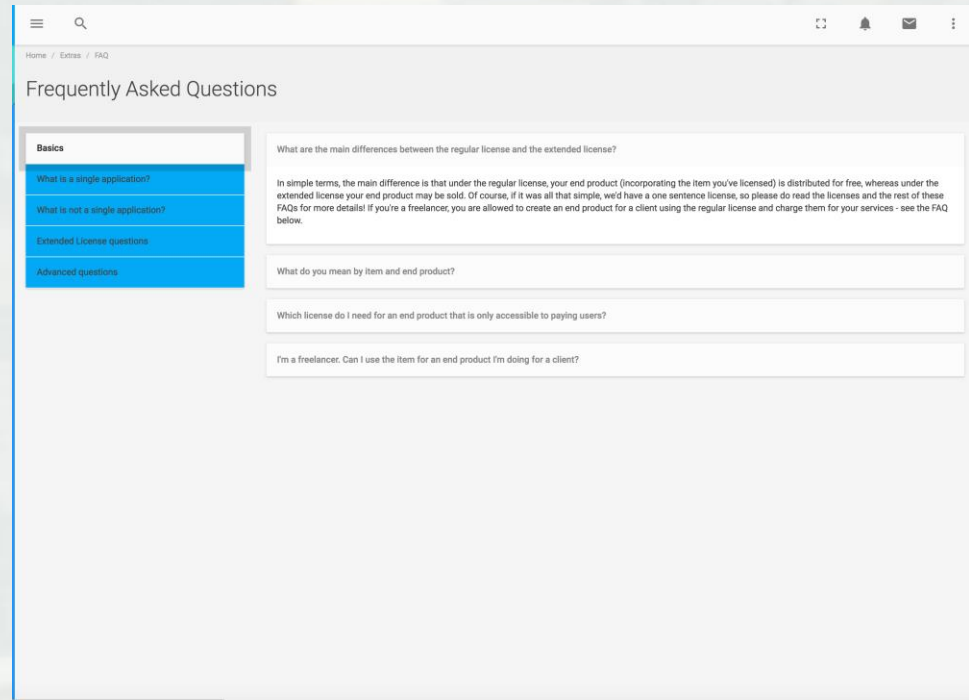 Home / Extras / FAQ
Frequently Asked Questions
Basics
What is a single application?
What is not a single application?
Extended License questions
Advanced questions
What are the main differences between the regular license and the extended license?
In simple terms, the main difference is that under the regular license, your end product (incorporating the item you've licensed) is distributed for free, whereas under the
extended license your end product may be sold. Of course, if it was all that simple, we'd have a one sentence license, so please do read the licenses and the rest of these
FAQs for more details! If you're a freelancer, you are allowed to create an end product for a client using the regular license and charge them for your services - see the FAQ
below.
What do you mean by item and end product?
Which license do I need for an end product that is only accessible to paying users?
I'm a freelancer. Can I use the item for an end product I'm doing for a client?